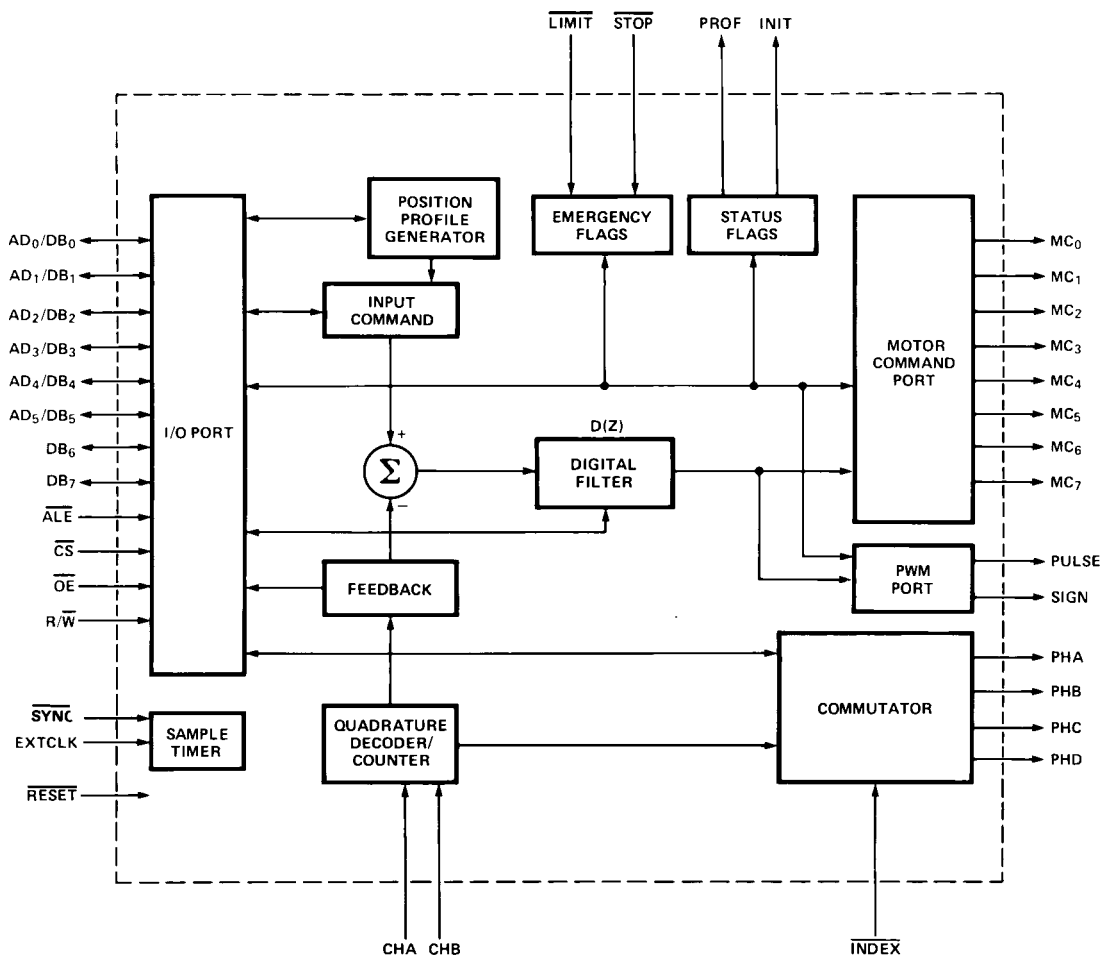 LIMIT STOP PROF INIT
POSITION
PROFILE
GENERATOR
EMERGENCY
FLAGS
STATUS
FLAGS
INPUT
COMMAND
AD0/DB0
AD1/DB1
AD2/DB2
AD3/DB3
AD4/DB4
AD5/DB5
DB6
DB7
ALE
CS
OE
R/W
I/O PORT
+
Σ
−
D(Z)
DIGITAL
FILTER
MOTOR
COMMAND
PORT
MC0
MC1
MC2
MC3
MC4
MC5
MC6
MC7
FEEDBACK
PWM
PORT
PULSE
SIGN
SYNC
EXTCLK
SAMPLE
TIMER
RESET
QUADRATURE
DECODER/
COUNTER
COMMUTATOR
PHA
PHB
PHC
PHD
CHA CHB
INDEX